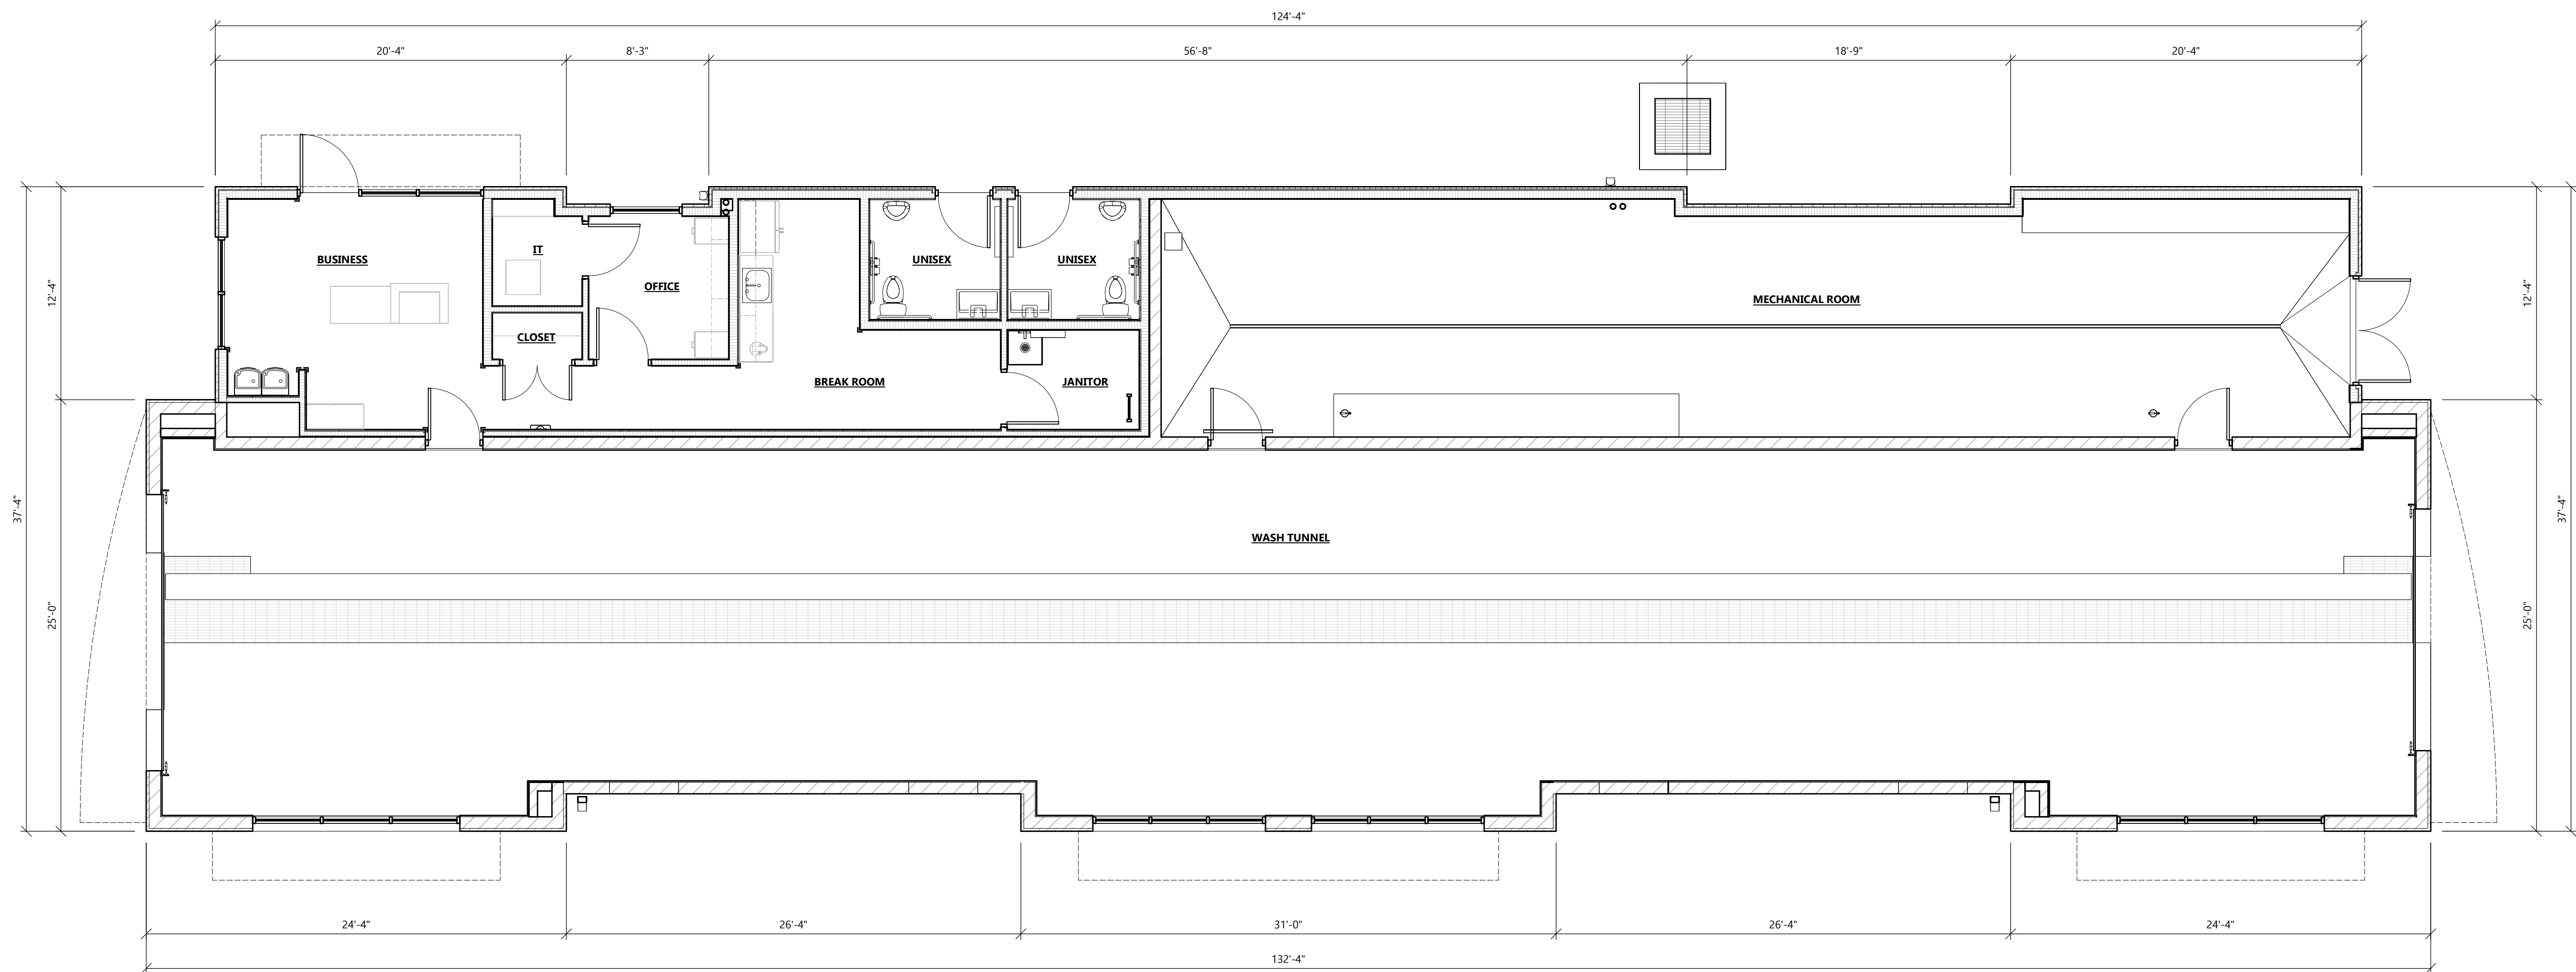 124'-4"
20'-4"
8'-3"
56'-8"
18'-9"
20'-4"
IT
BUSINESS
UNISEX
UNISEX
OFFICE
MECHANICAL ROOM
12'-4"
12'-4"
CLOSET
BREAK ROOM
JANITOR
37'-4"
37'-4"
WASH TUNNEL
25'-0"
25'-0"
24'-4"
26'-4"
31'-0"
26'-4"
24'-4"
132'-4"